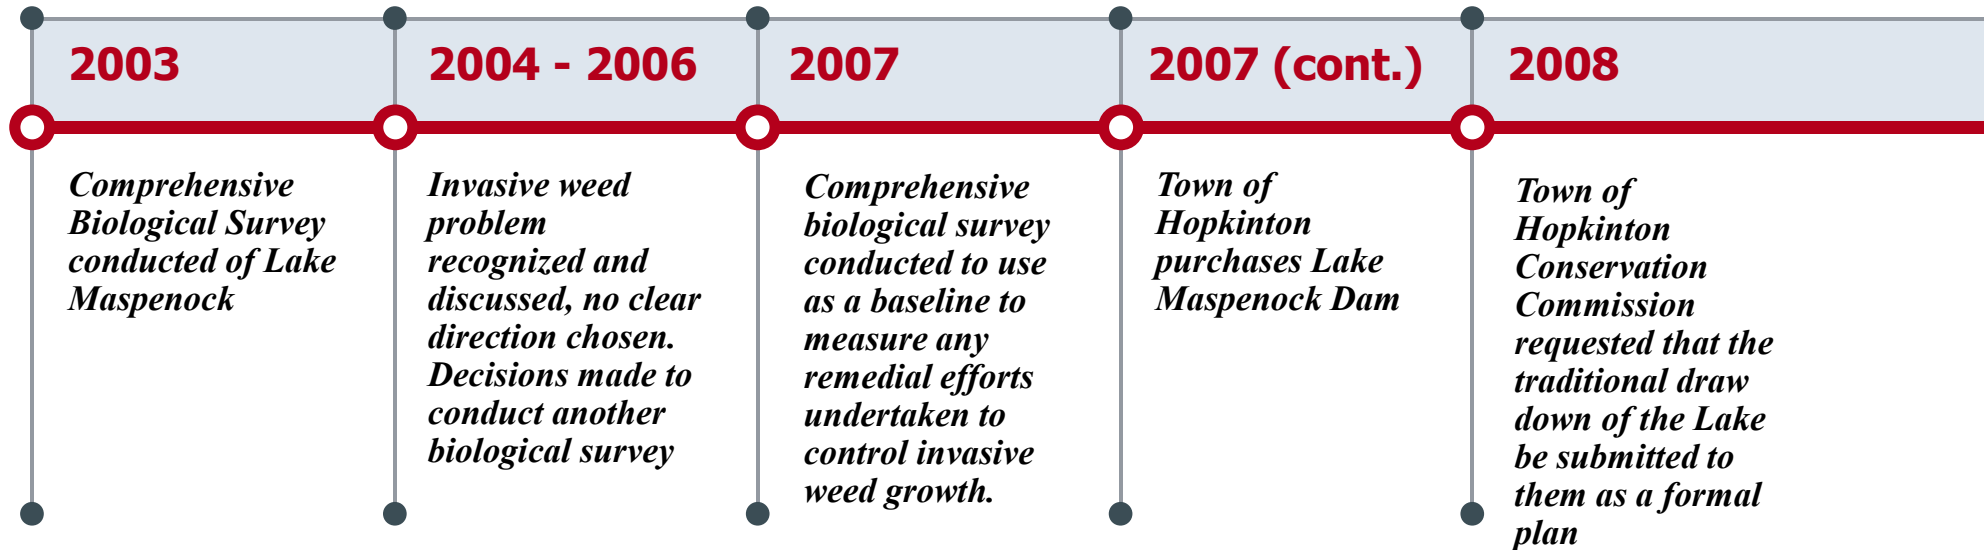 2003
Comprehensive
Biological Survey
conducted of Lake
Maspenock
2004 - 2006
Invasive weed
problem
recognized and
discussed, no clear
direction chosen.
Decisions made to
conduct another
biological survey
2007
Comprehensive
biological survey
conducted to use
as a baseline to
measure any
remedial efforts
undertaken to
control invasive
weed growth.
2007 (cont.)
Town of
Hopkinton
purchases Lake
Maspenock Dam
2008
Town of
Hopkinton
Conservation
Commission
requested that the
traditional draw
down of the Lake
be submitted to
them as a formal
plan